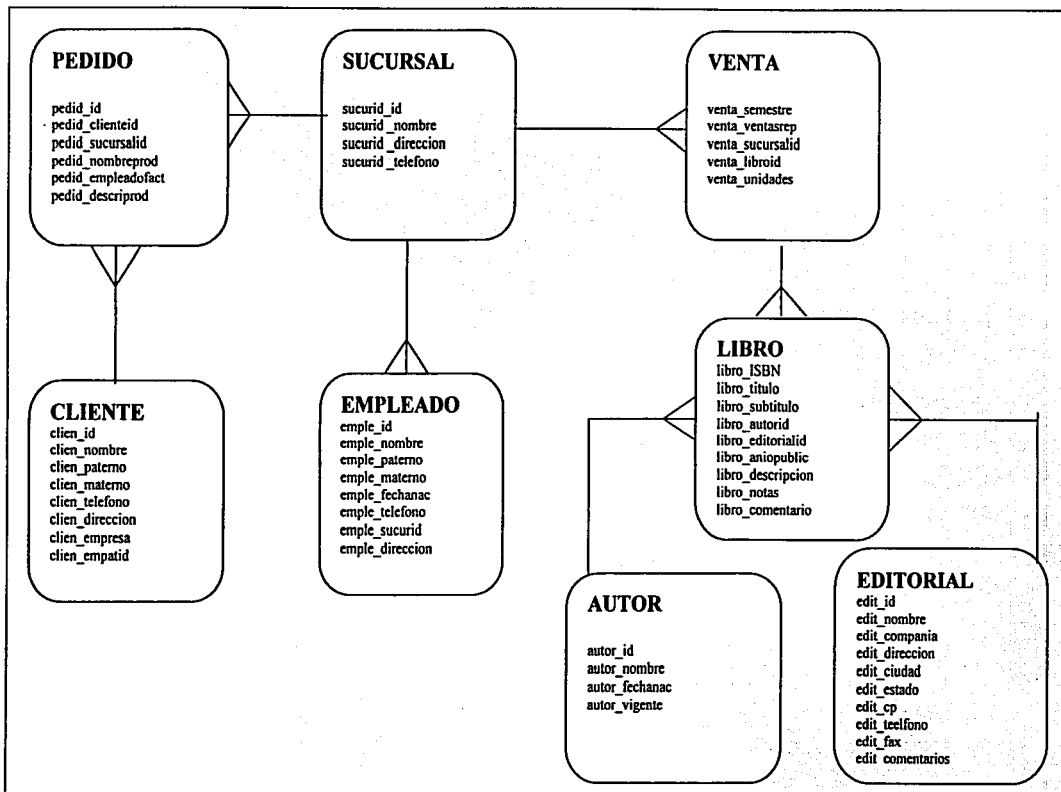 PEDIDO
pedid_id
pedid_clienteid
pedid_sucursalid
pedid_nombreprod
pedid_empleadofact
pedid_descriprod
SUCURSAL
sucurid_id
sucurid_nombre
sucurid_direccion
sucurid_telefono
VENTA
venta_semestre
venta_ventasrep
venta_sucursalid
venta_libroid
venta_unidades
CLIENTE
clien_id
clien_nombre
clien_paterno
clien_materno
clien_telefono
clien_direccion
clien_empresa
clien_empatid
EMPLEADO
emple_id
emple_nombre
emple_paterno
emple_materno
emple_fechanac
emple_telefono
emple_sucurid
emple_direccion
LIBRO
libro_ISBN
libro_titulo
libro_subtitulo
libro_autorid
libro_editorialid
libro_aniopublic
libro_descripcion
libro_notas
libro_comentario
AUTOR
autor_id
autor_nombre
autor_fechanac
autor_vigente
EDITORIAL
edit_id
edit_nombre
edit_compania
edit_direccion
edit_ciudad
edit_estado
edit_cp
edit_teelfono
edit_fax
edit_comentarios